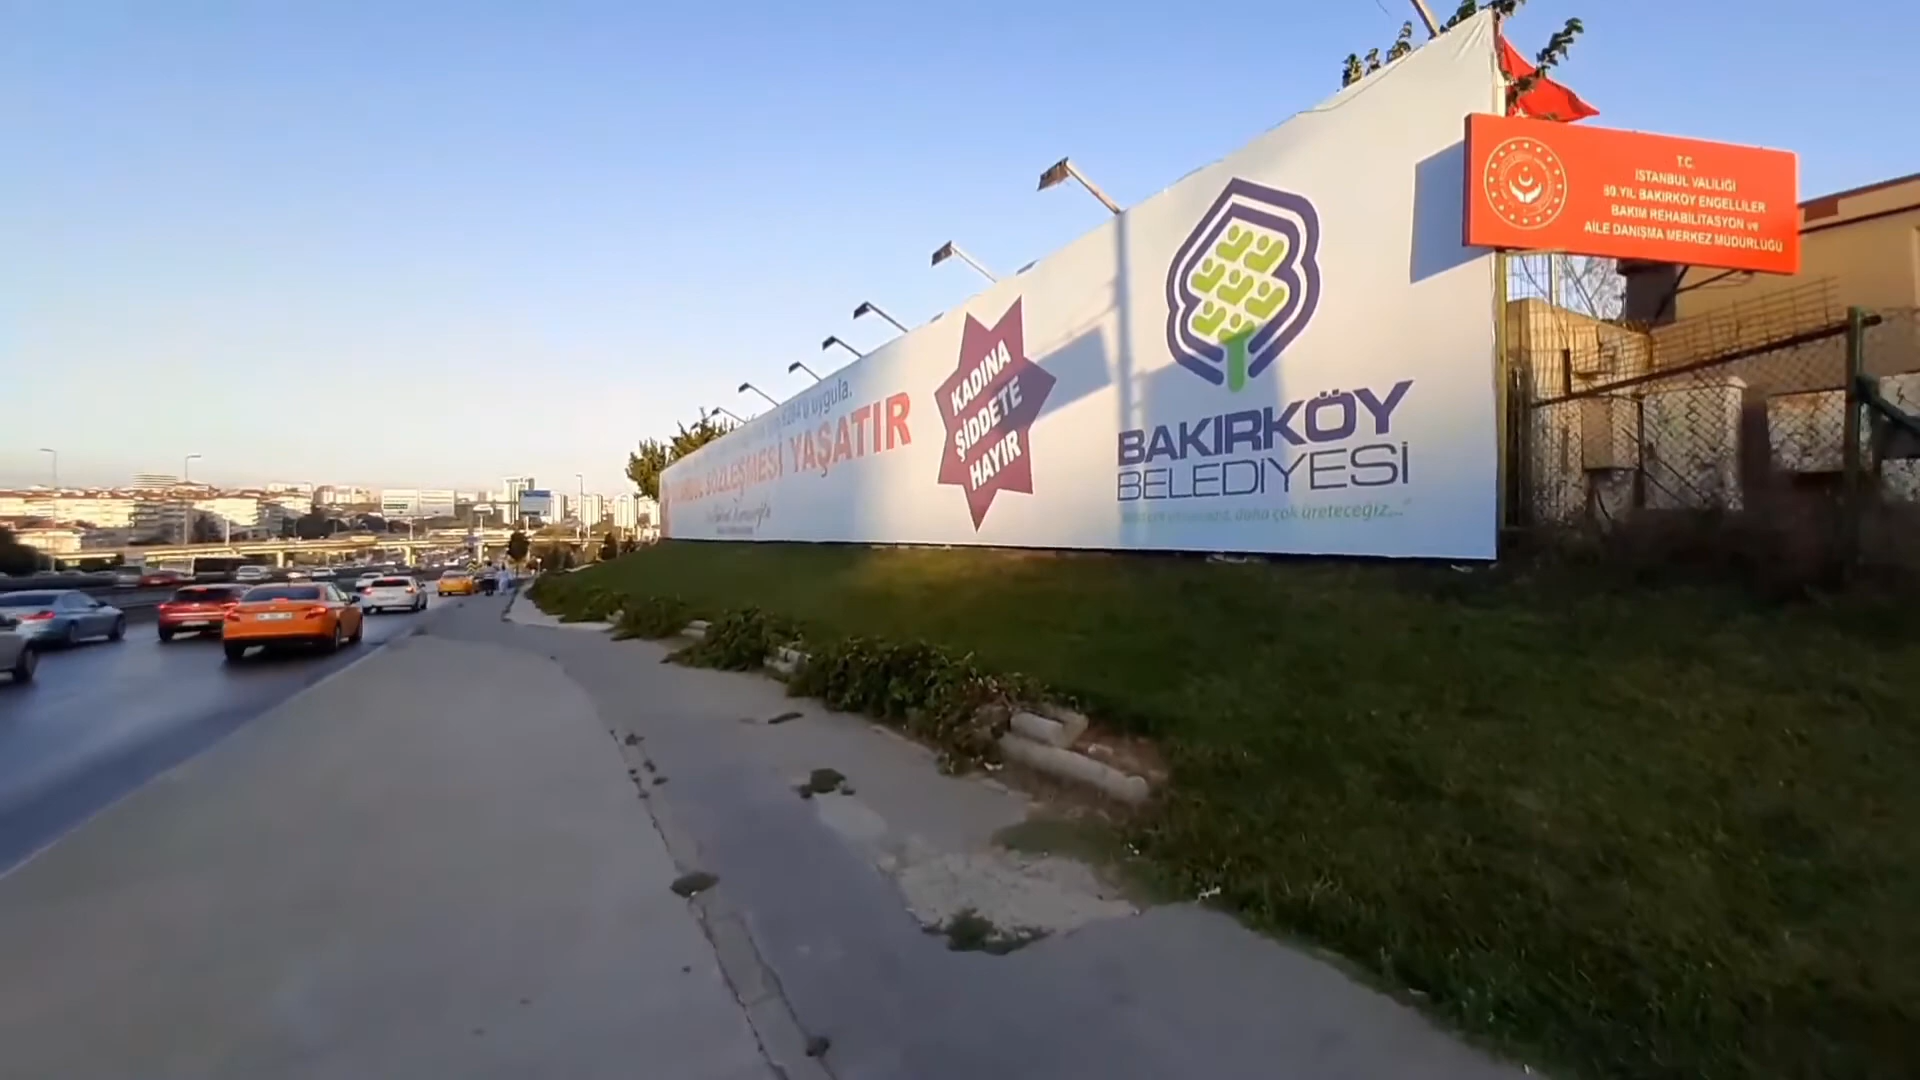 uygula.
SÖZLEŞMESİ YAŞATIR
KADINA
ŞİDDETE
HAYIR
BAKIRKÖY
BELEDİYESİ
daha çok üreteceğiz..."
T.C.
İSTANBUL VALİLİĞİ
80.YIL BAKIRKÖY ENGELLİLER
BAKIM REHABİLİTASYON ve
AİLE DANIŞMA MERKEZ MÜDÜRLÜĞÜ